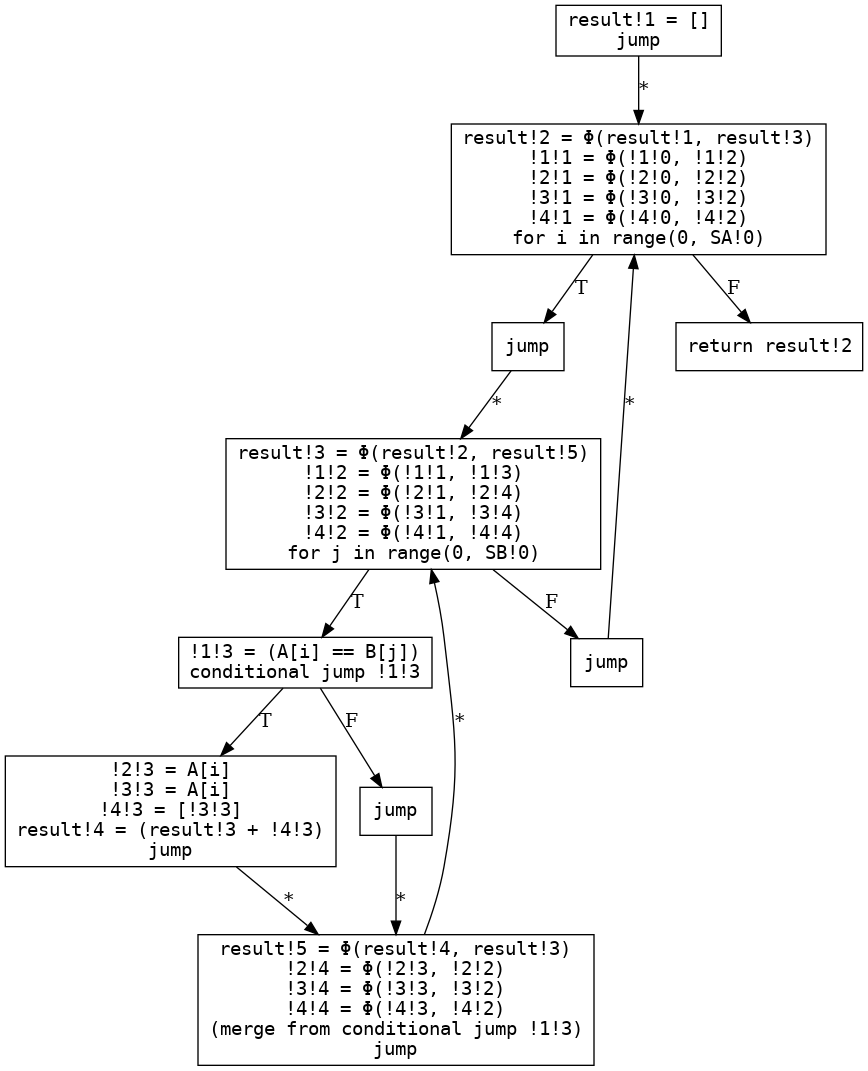 result!1 = []
jump
*
result!2 = Φ(result!1, result!3)
!1!1 = Φ(!1!0, !1!2)
!2!1 = Φ(!2!0, !2!2)
!3!1 = Φ(!3!0, !3!2)
!4!1 = Φ(!4!0, !4!2)
for i in range(0, SA!0)
T
F
jump
return result!2
*
*
result!3 = Φ(result!2, result!5)
!1!2 = Φ(!1!1, !1!3)
!2!2 = Φ(!2!1, !2!4)
!3!2 = Φ(!3!1, !3!4)
!4!2 = Φ(!4!1, !4!4)
for j in range(0, SB!0)
T
F
!1!3 = (A[i] == B[j])
conditional jump !1!3
jump
T
F
*
!2!3 = A[i]
!3!3 = A[i]
!4!3 = [!3!3]
result!4 = (result!3 + !4!3)
jump
jump
*
*
result!5 = Φ(result!4, result!3)
!2!4 = Φ(!2!3, !2!2)
!3!4 = Φ(!3!3, !3!2)
!4!4 = Φ(!4!3, !4!2)
(merge from conditional jump !1!3)
jump